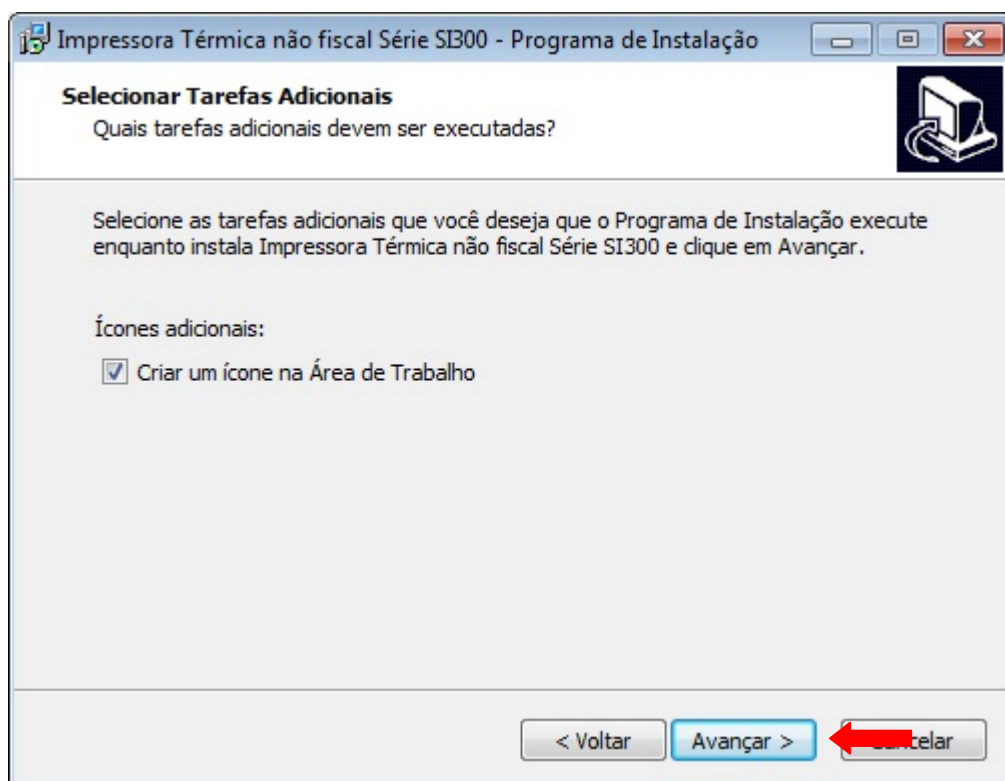 Impressora Térmica não fiscal Série SI300 - Programa de Instalação
Selecionar Tarefas Adicionais
Quais tarefas adicionais devem ser executadas?
Selecione as tarefas adicionais que você deseja que o Programa de Instalação execute
enquanto instala Impressora Térmica não fiscal Série SI300 e clique em Avançar.
Ícones adicionais:
Criar um ícone na Área de Trabalho
< Voltar
Avançar >
Cancelar